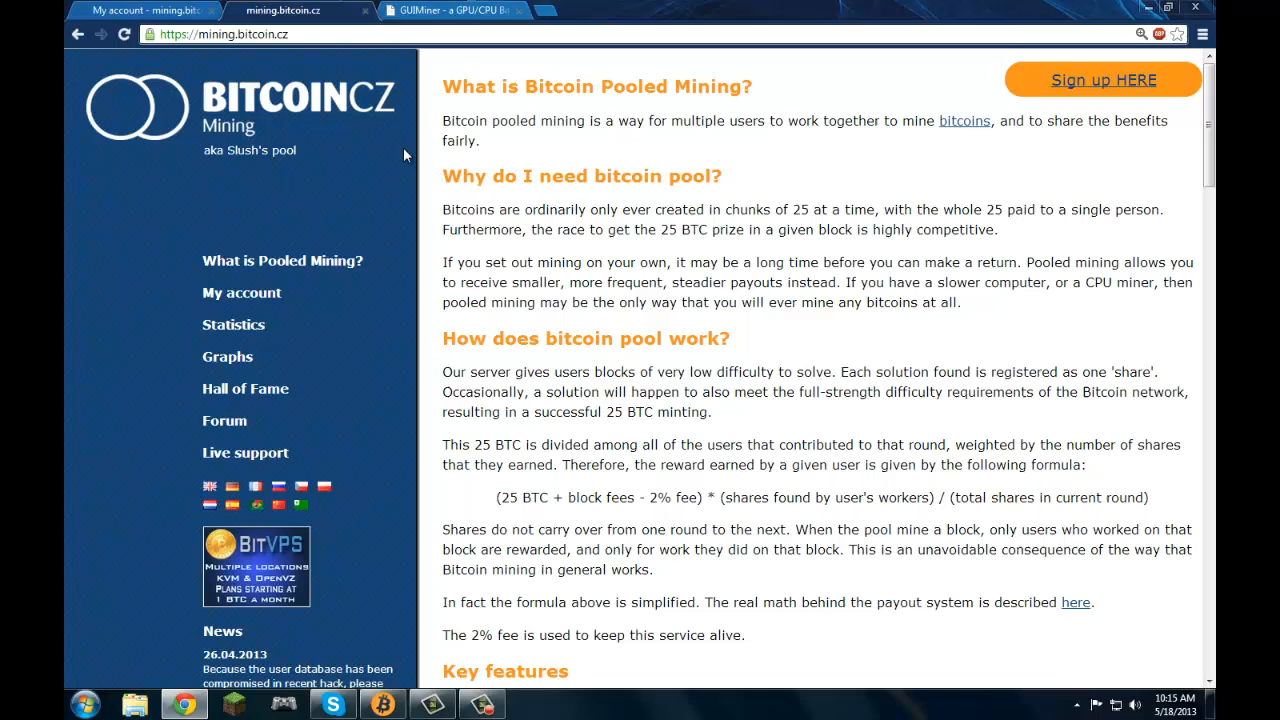 My account - mining.bitc
mining.bitcoin.cz
GUIMiner - a GPU/CPU B
https://mining.bitcoin.cz
ABP
BITCOINCZ
Mining
aka Slush's pool
What is Pooled Mining?
My account
Statistics
Graphs
Hall of Fame
Forum
Live support
BITVPS
MULTIPLE LOCATIONS
KVM & OPENVZ
PLANS STARTING AT
1 BTC A MONTH
News
26.04.2013
Because the user database has been
compromised in recent hack, please
Sign up HERE
What is Bitcoin Pooled Mining?
Bitcoin pooled mining is a way for multiple users to work together to mine bitcoins, and to share the benefits
fairly.
Why do I need bitcoin pool?
Bitcoins are ordinarily only ever created in chunks of 25 at a time, with the whole 25 paid to a single person.
Furthermore, the race to get the 25 BTC prize in a given block is highly competitive.
If you set out mining on your own, it may be a long time before you can make a return. Pooled mining allows you
to receive smaller, more frequent, steadier payouts instead. If you have a slower computer, or a CPU miner, then
pooled mining may be the only way that you will ever mine any bitcoins at all.
How does bitcoin pool work?
Our server gives users blocks of very low difficulty to solve. Each solution found is registered as one 'share'.
Occasionally, a solution will happen to also meet the full-strength difficulty requirements of the Bitcoin network,
resulting in a successful 25 BTC minting.
This 25 BTC is divided among all of the users that contributed to that round, weighted by the number of shares
that they earned. Therefore, the reward earned by a given user is given by the following formula:
(25 BTC + block fees - 2% fee) * (shares found by user's workers) / (total shares in current round)
Shares do not carry over from one round to the next. When the pool mine a block, only users who worked on that
block are rewarded, and only for work they did on that block. This is an unavoidable consequence of the way that
Bitcoin mining in general works.
In fact the formula above is simplified. The real math behind the payout system is described here.
The 2% fee is used to keep this service alive.
Key features
10:15 AM
5/18/2013